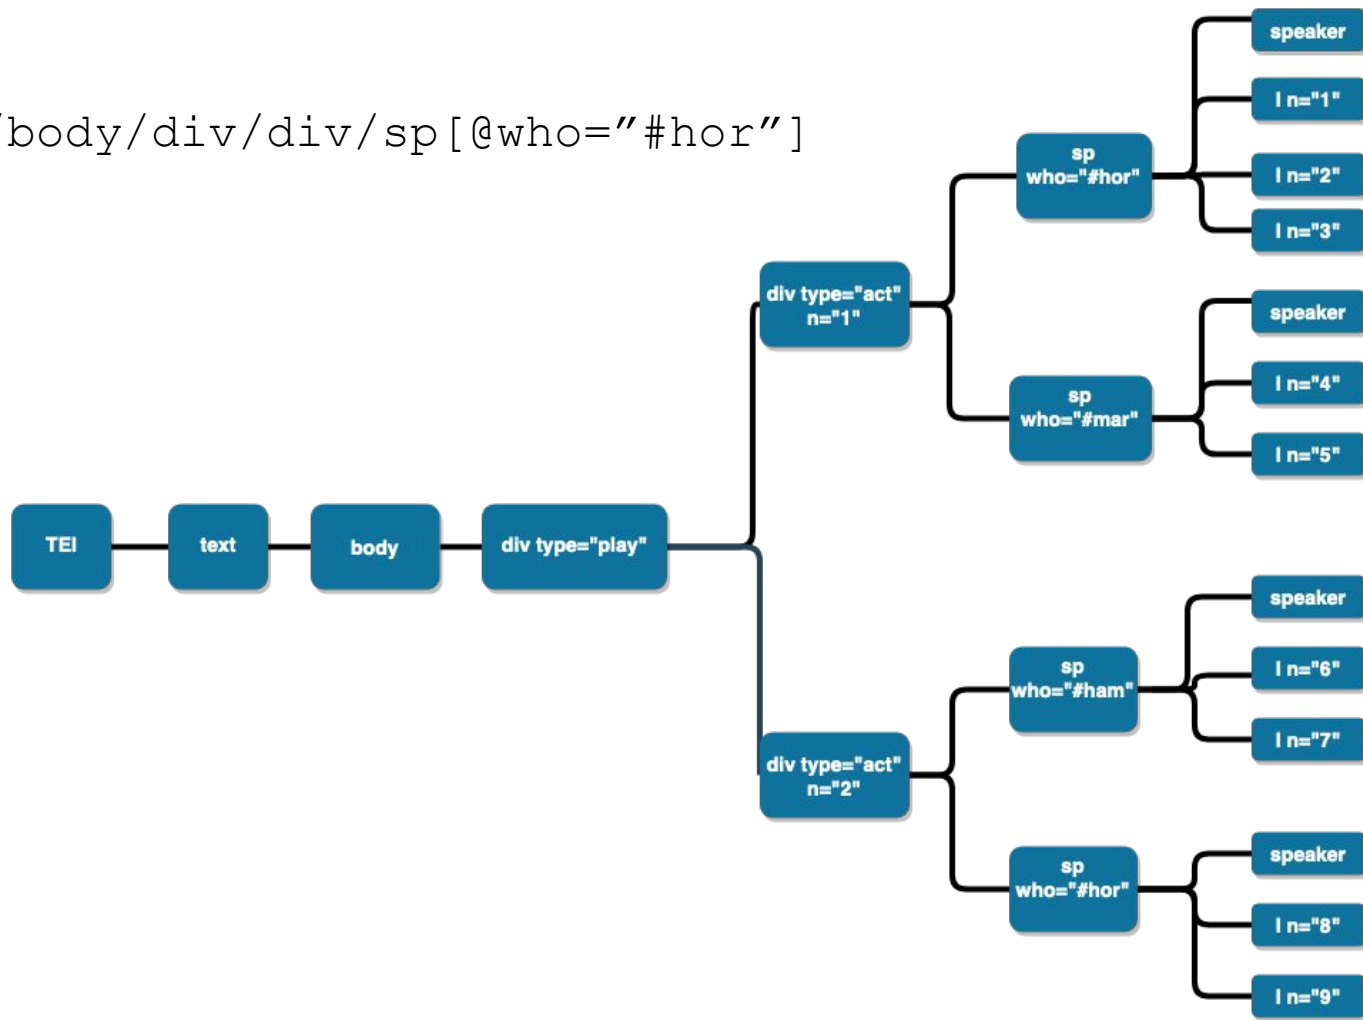 /body/div/div/sp[@who=”#hor”]
TEI
text
body
div type="play"
div type="act"
n="1"
sp
who="#hor"
speaker
l n="1"
l n="2"
l n="3"
sp
who="#mar"
speaker
l n="4"
l n="5"
div type="act"
n="2"
sp
who="#ham"
speaker
l n="6"
l n="7"
sp
who="#hor"
speaker
l n="8"
l n="9"